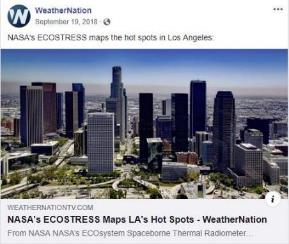 WeatherNation
September 19, 2018 ·
NASA's ECOSTRESS maps the hot spots in Los Angeles:
WEATHERNATIONTV.COM
NASA's ECOSTRESS Maps LA's Hot Spots - WeatherNation
From NASA NASA's ECOsystem Spaceborne Thermal Radiometer...